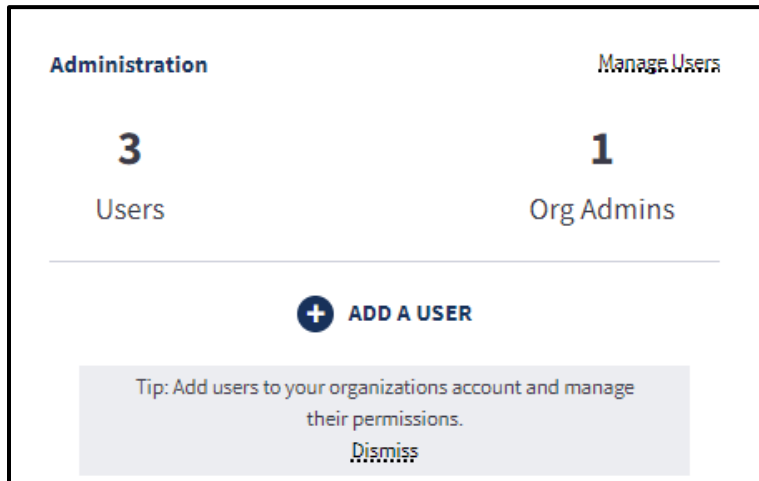 Administration
Manage Users
3
1
Users
Org Admins
ADD A USER
Tip: Add users to your organizations account and manage
their permissions.
Dismiss